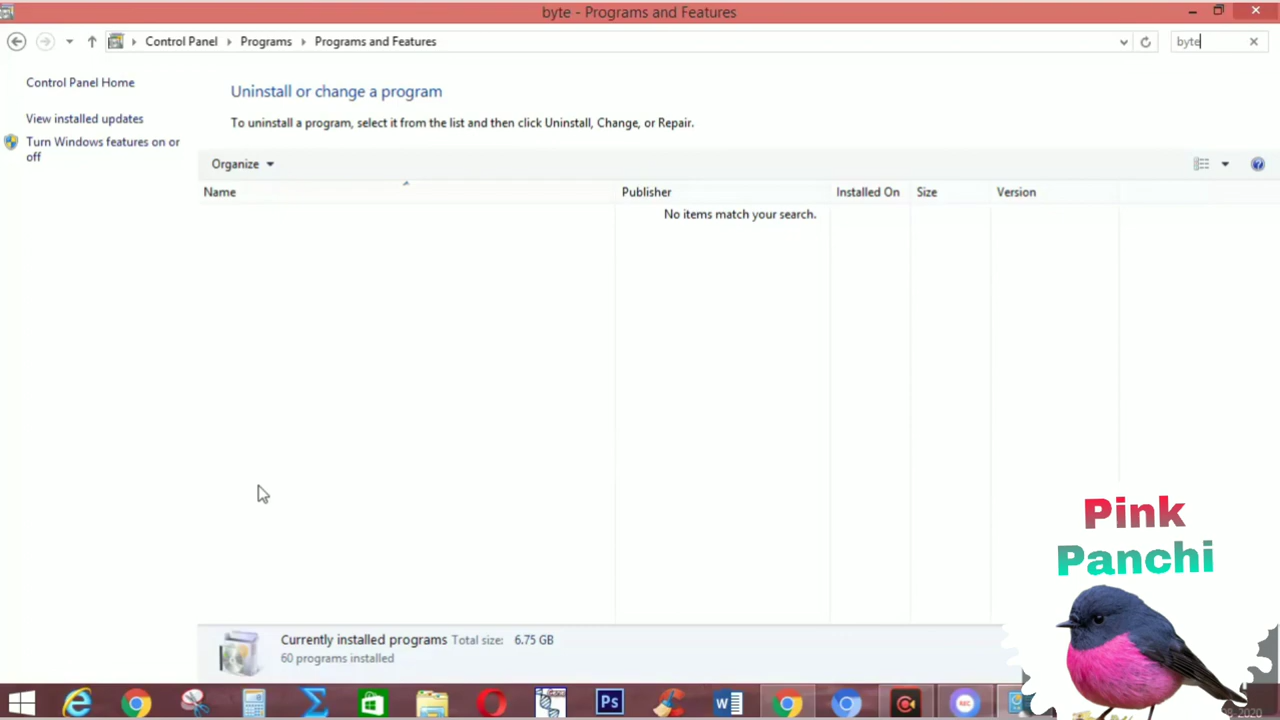 byte - Programs and Features
Control Panel Programs Programs and Features
byte
Control Panel Home
View installed updates
Turn Windows features on or
off
Uninstall or change a program
To uninstall a program, select it from the list and then click Uninstall, Change, or Repair.
Organize
Name Publisher Installed On Size Version
No items match your search.
Currently installed programs Total size: 6.75 GB
60 programs installed
Pink
Panchi
Ps
REC
2020